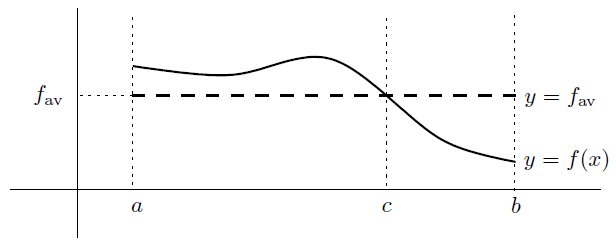 f_av
y = f_av
y = f(x)
a
c
b